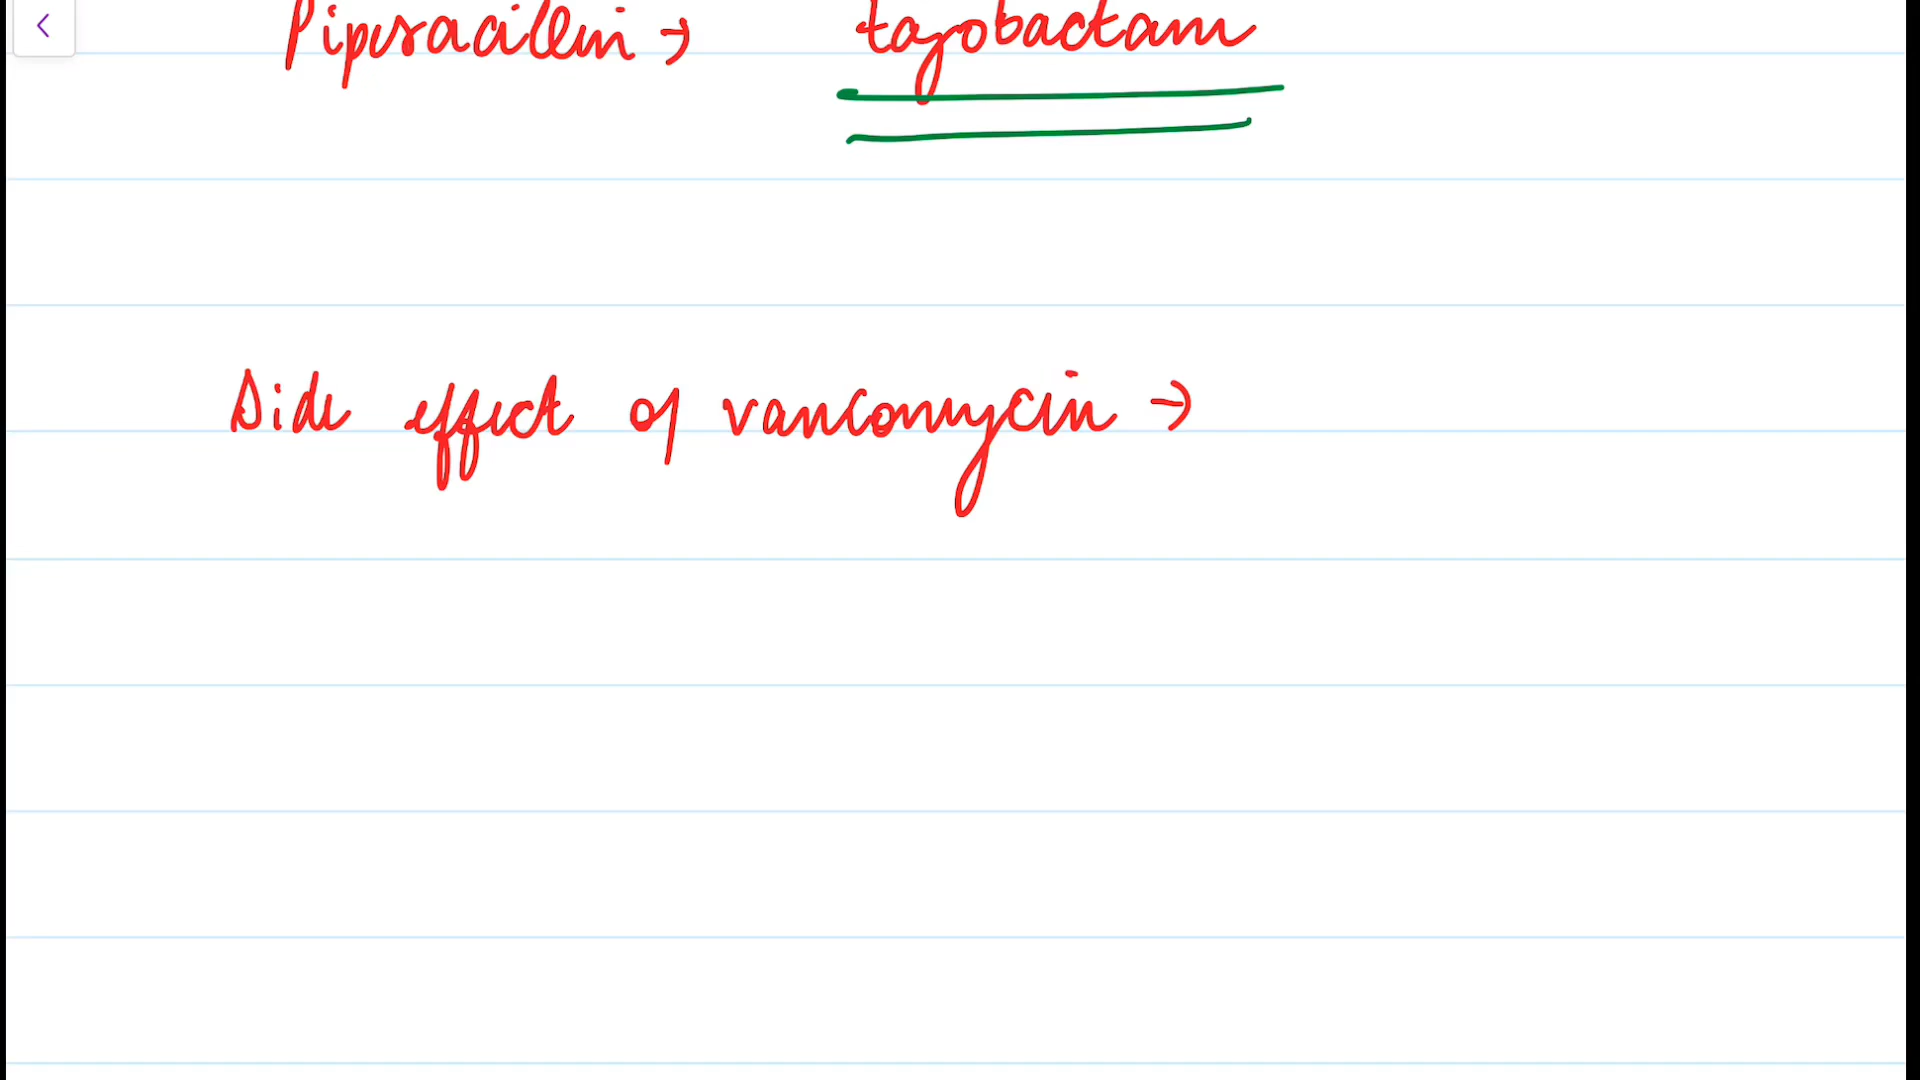 Piperacillin → tazobactam
Side effect of vancomycin →